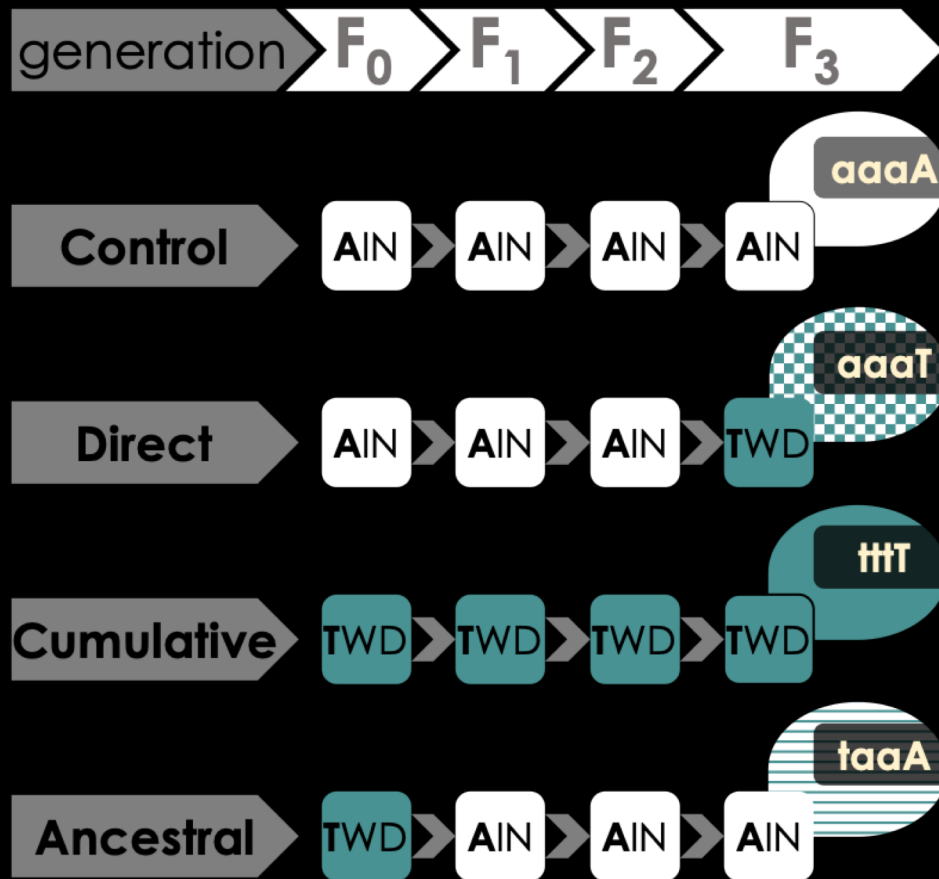 generation F0 F1 F2 F3
aaaA
Control AIN AIN AIN AIN
aaaT
Direct AIN AIN AIN TWD
tttT
Cumulative TWD TWD TWD TWD
taaA
Ancestral TWD AIN AIN AIN